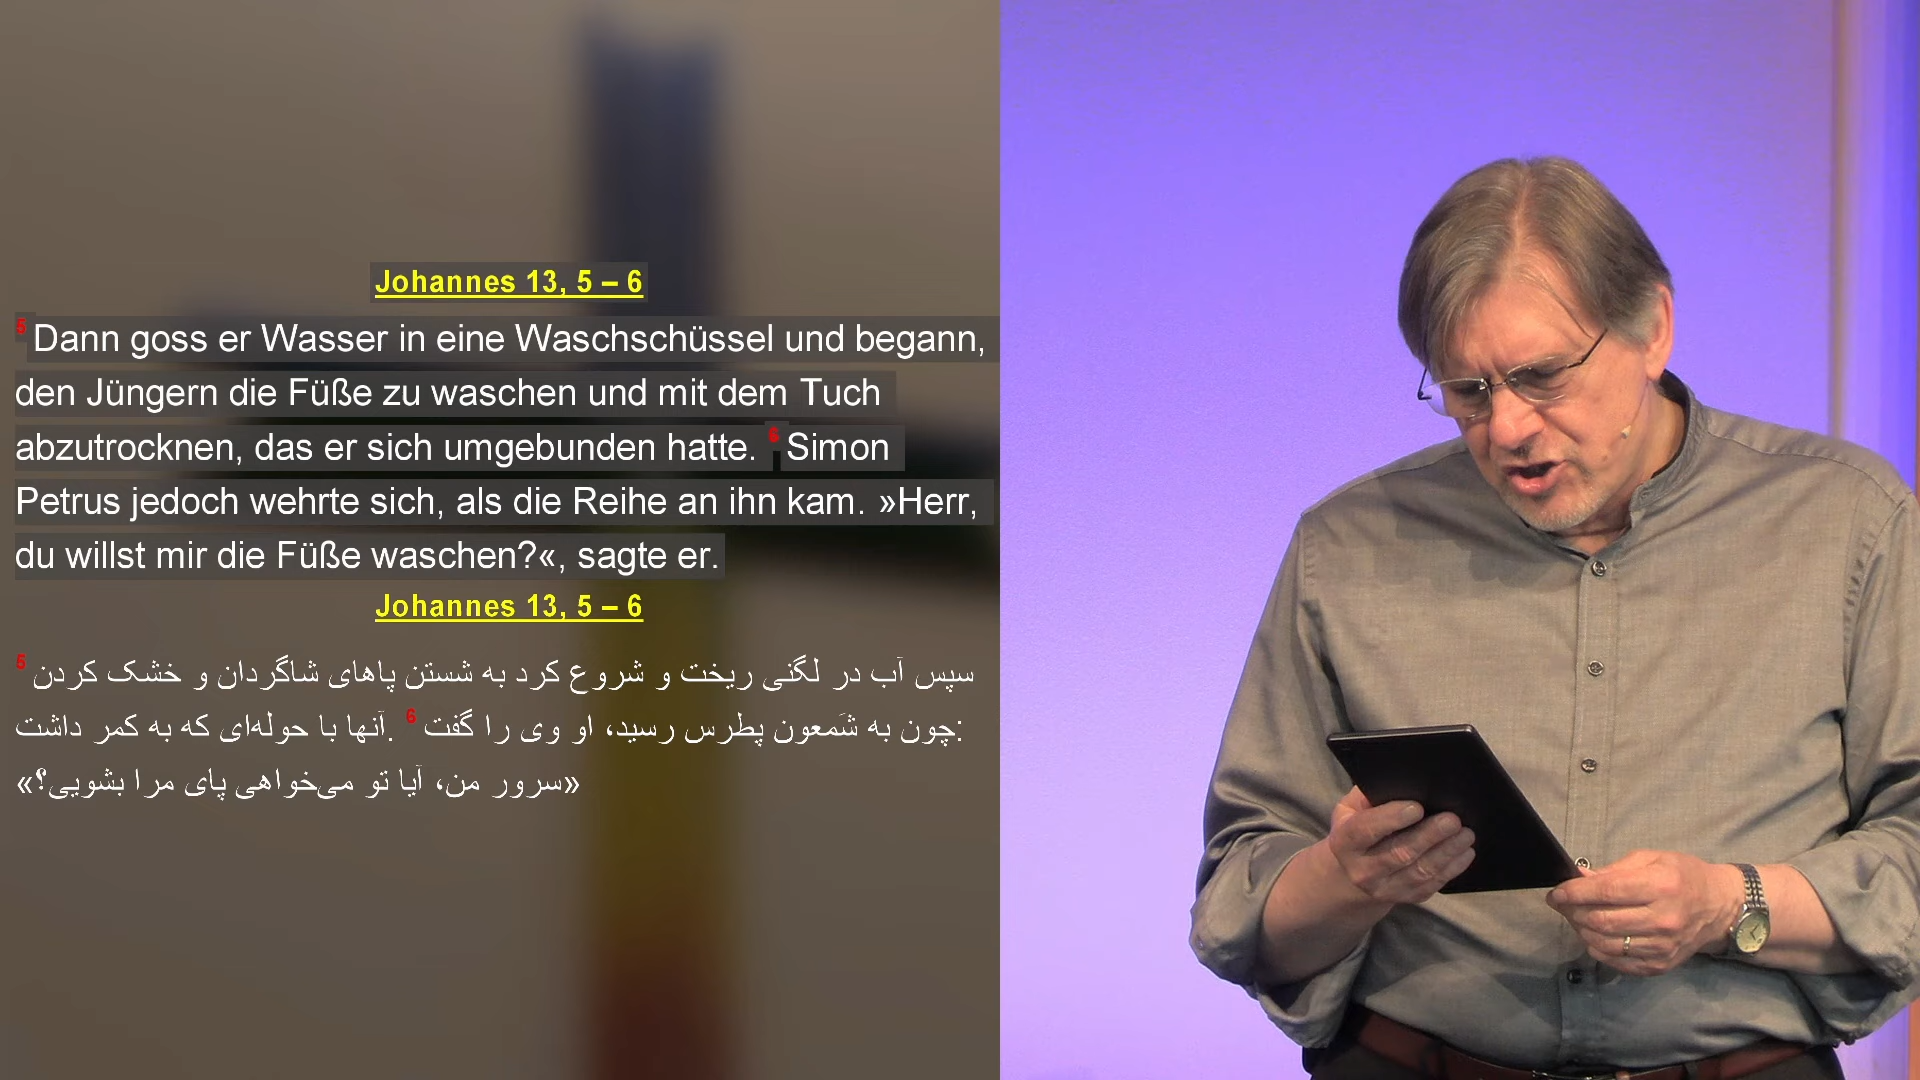 Johannes 13, 5 – 6
5 Dann goss er Wasser in eine Waschschüssel und begann,
den Jüngern die Füße zu waschen und mit dem Tuch
abzutrocknen, das er sich umgebunden hatte. 6 Simon
Petrus jedoch wehrte sich, als die Reihe an ihn kam. »Herr,
du willst mir die Füße waschen?«, sagte er.
Johannes 13, 5 – 6
5 سپس آب در لگنی ریخت و شروع کرد به شستن پاهای شاگردان و خشک کردن
آنها با حوله‌ای که به کمر داشت. 6 چون به شَمعون پطرس رسید، او وی را گفت:
«سرور من، آیا تو می‌خواهی پای مرا بشویی؟»